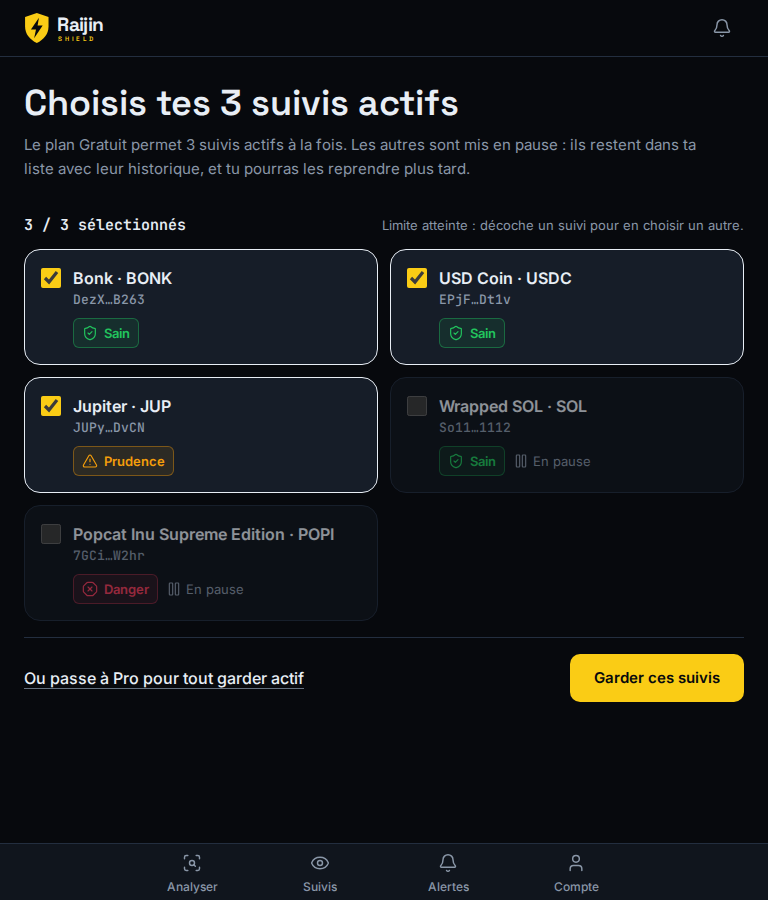 Raijin
SHIELD
Choisis tes 3 suivis actifs
Le plan Gratuit permet 3 suivis actifs à la fois. Les autres sont mis en pause : ils restent dans ta
liste avec leur historique, et tu pourras les reprendre plus tard.
3 / 3 sélectionnés
Limite atteinte : décoche un suivi pour en choisir un autre.
Bonk · BONK
DezX…B263
Sain
USD Coin · USDC
EPjF…Dt1v
Sain
Jupiter · JUP
JUPy…DvCN
Prudence
Wrapped SOL · SOL
So11…1112
Sain
En pause
Popcat Inu Supreme Edition · POPI
7GCi…W2hr
Danger
En pause
Ou passe à Pro pour tout garder actif
Garder ces suivis
Analyser
Suivis
Alertes
Compte